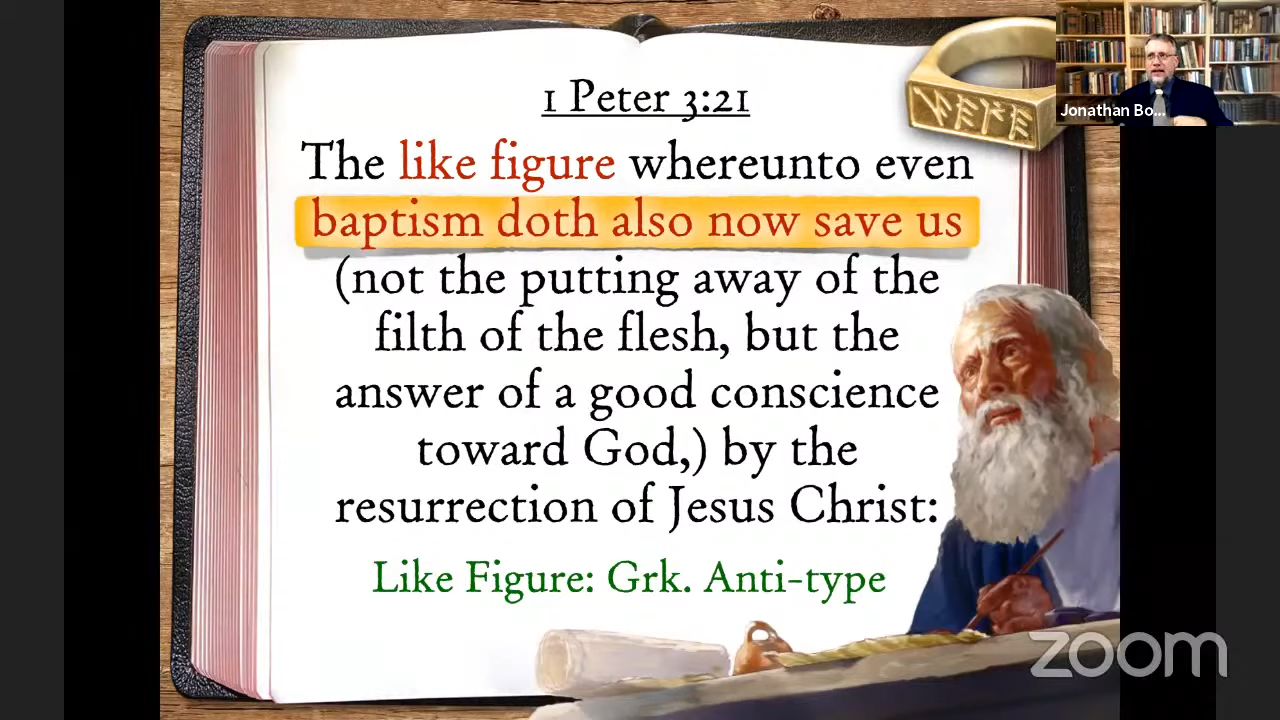 1 Peter 3:21
The like figure whereunto even
baptism doth also now save us
(not the putting away of the
filth of the flesh, but the
answer of a good conscience
toward God,) by the
resurrection of Jesus Christ:
Like Figure: Grk. Anti-type
Jonathan Bo...
zoom